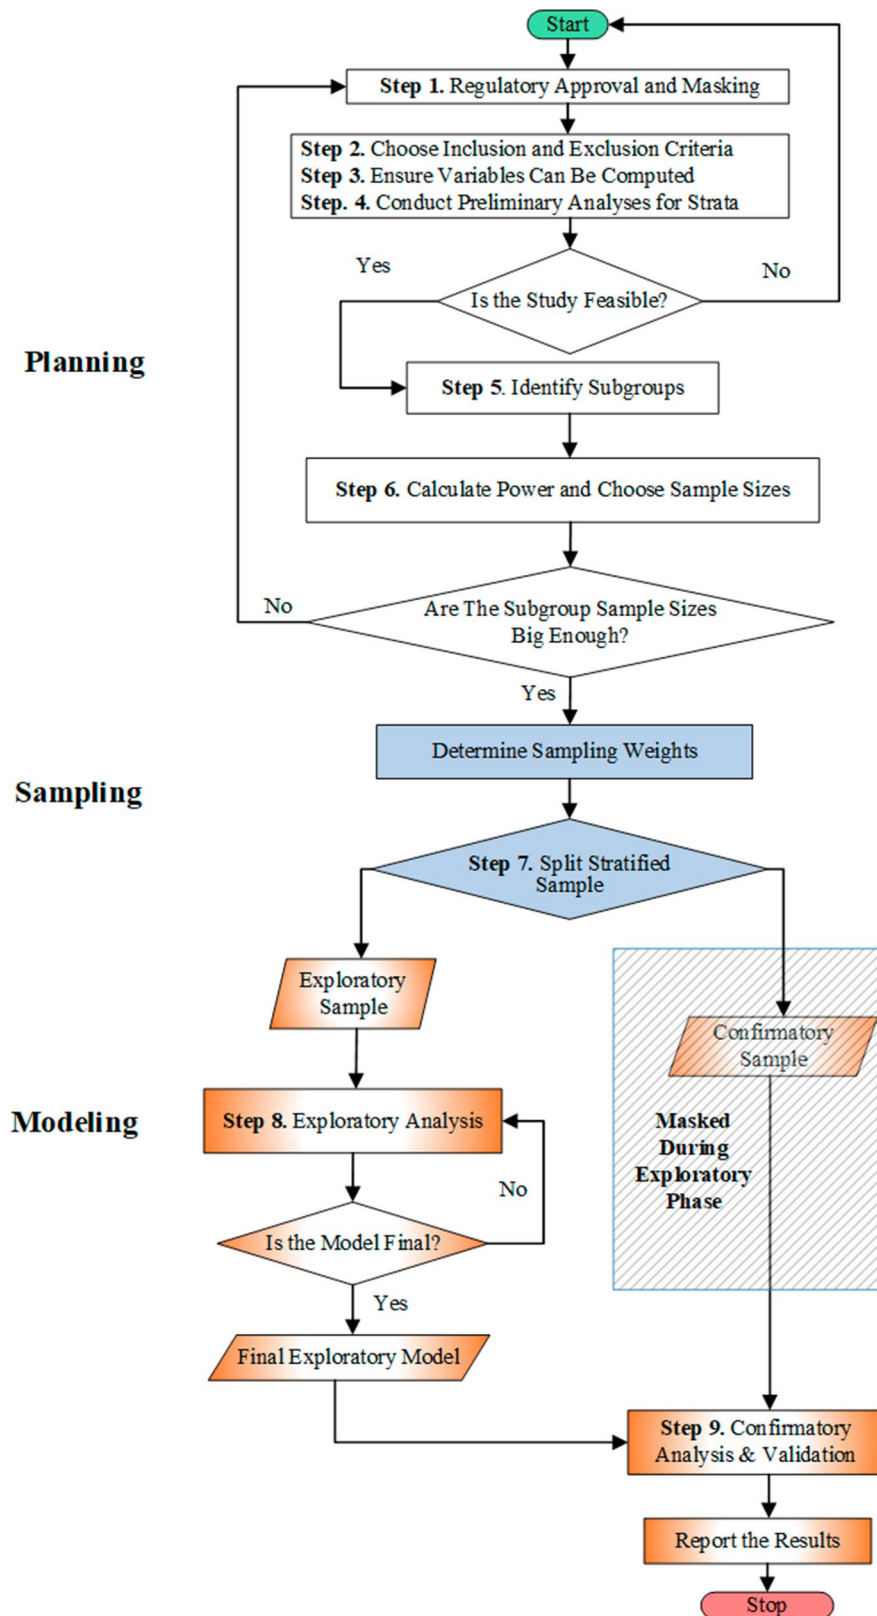 Start
Step 1. Regulatory Approval and Masking
Step 2. Choose Inclusion and Exclusion Criteria
Step 3. Ensure Variables Can Be Computed
Step. 4. Conduct Preliminary Analyses for Strata
Yes
No
Is the Study Feasible?
Planning
Step 5. Identify Subgroups
Step 6. Calculate Power and Choose Sample Sizes
No
Are The Subgroup Sample Sizes
Big Enough?
Yes
Determine Sampling Weights
Sampling
Step 7. Split Stratified
Sample
Exploratory
Sample
Confirmatory
Sample
Modeling
Step 8. Exploratory Analysis
Masked
During
Exploratory
Phase
No
Is the Model Final?
Yes
Final Exploratory Model
Step 9. Confirmatory
Analysis & Validation
Report the Results
Stop